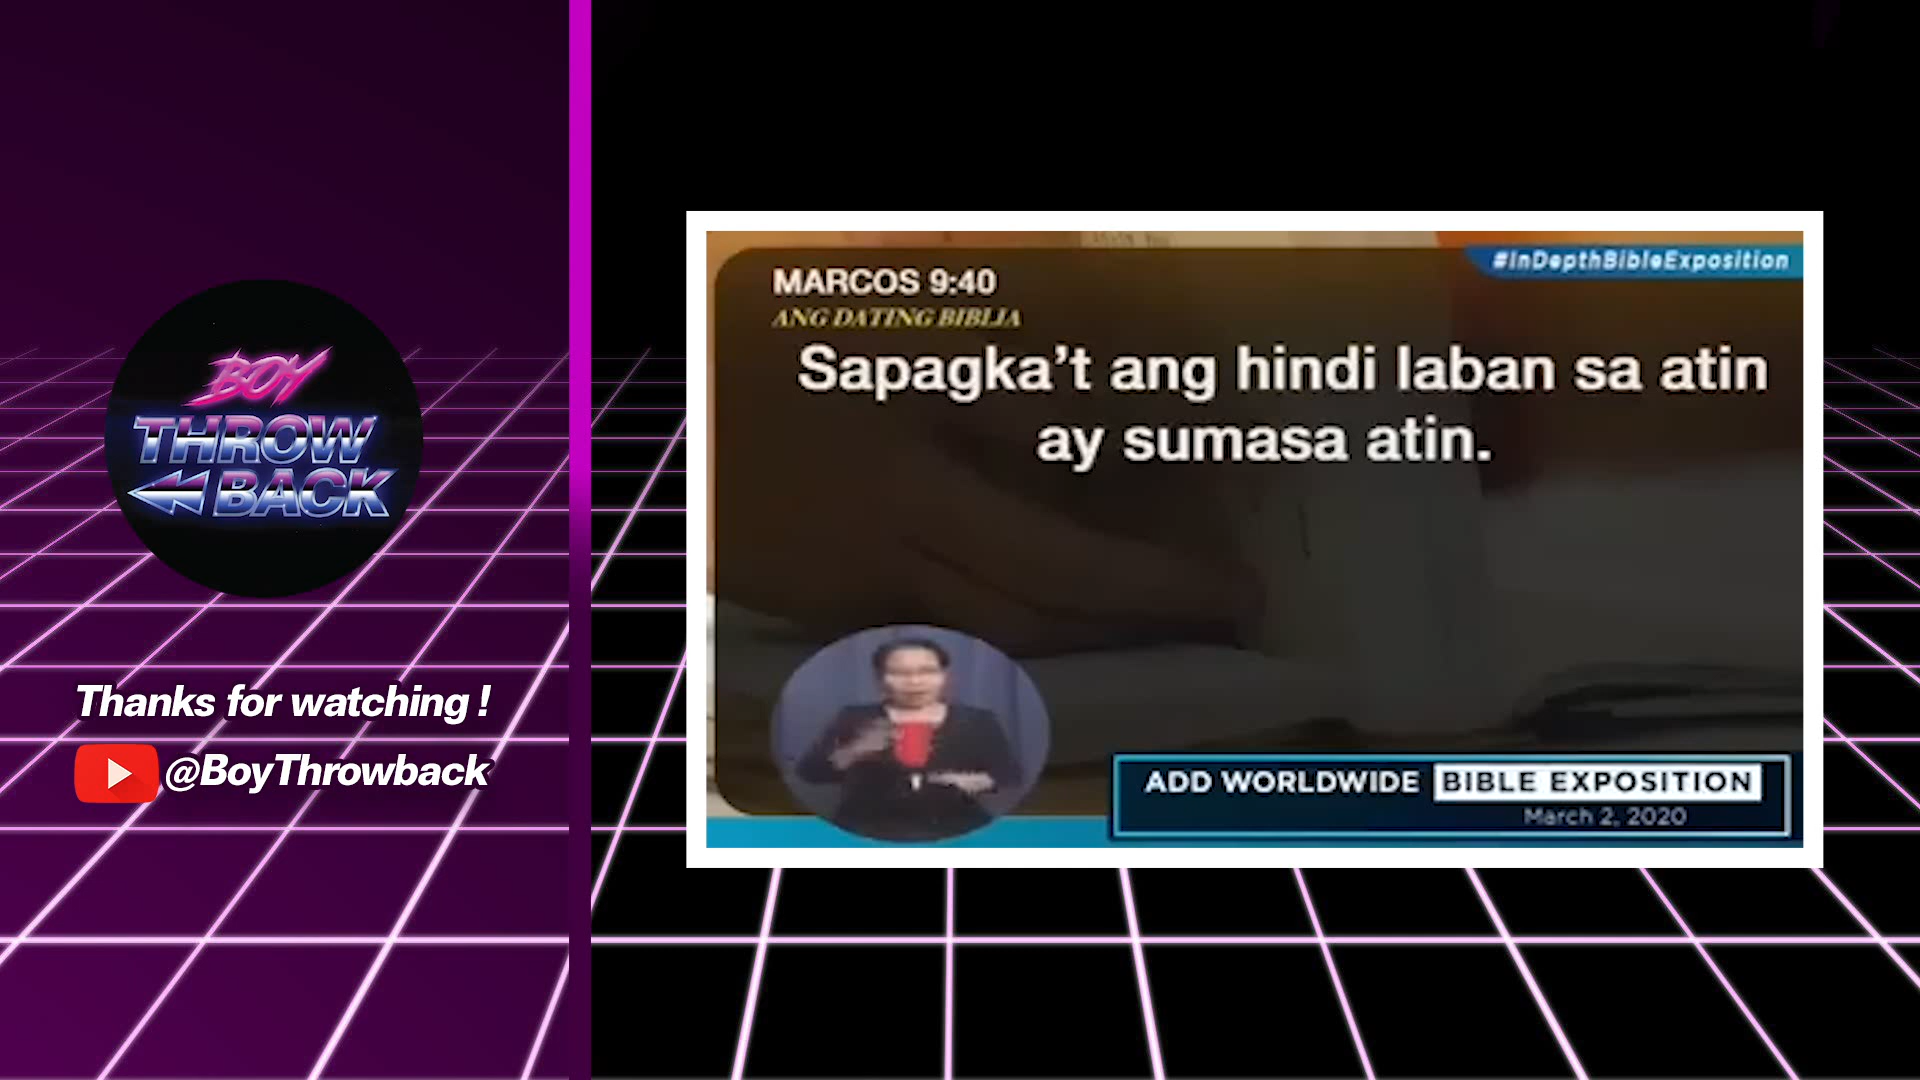 BOY
THROW
BACK
Thanks for watching !
@BoyThrowback
#InDepthBibleExposition
MARCOS 9:40
ANG DATING BIBLIA
Sapagka’t ang hindi laban sa atin
ay sumasa atin.
ADD WORLDWIDE BIBLE EXPOSITION
March 2, 2020